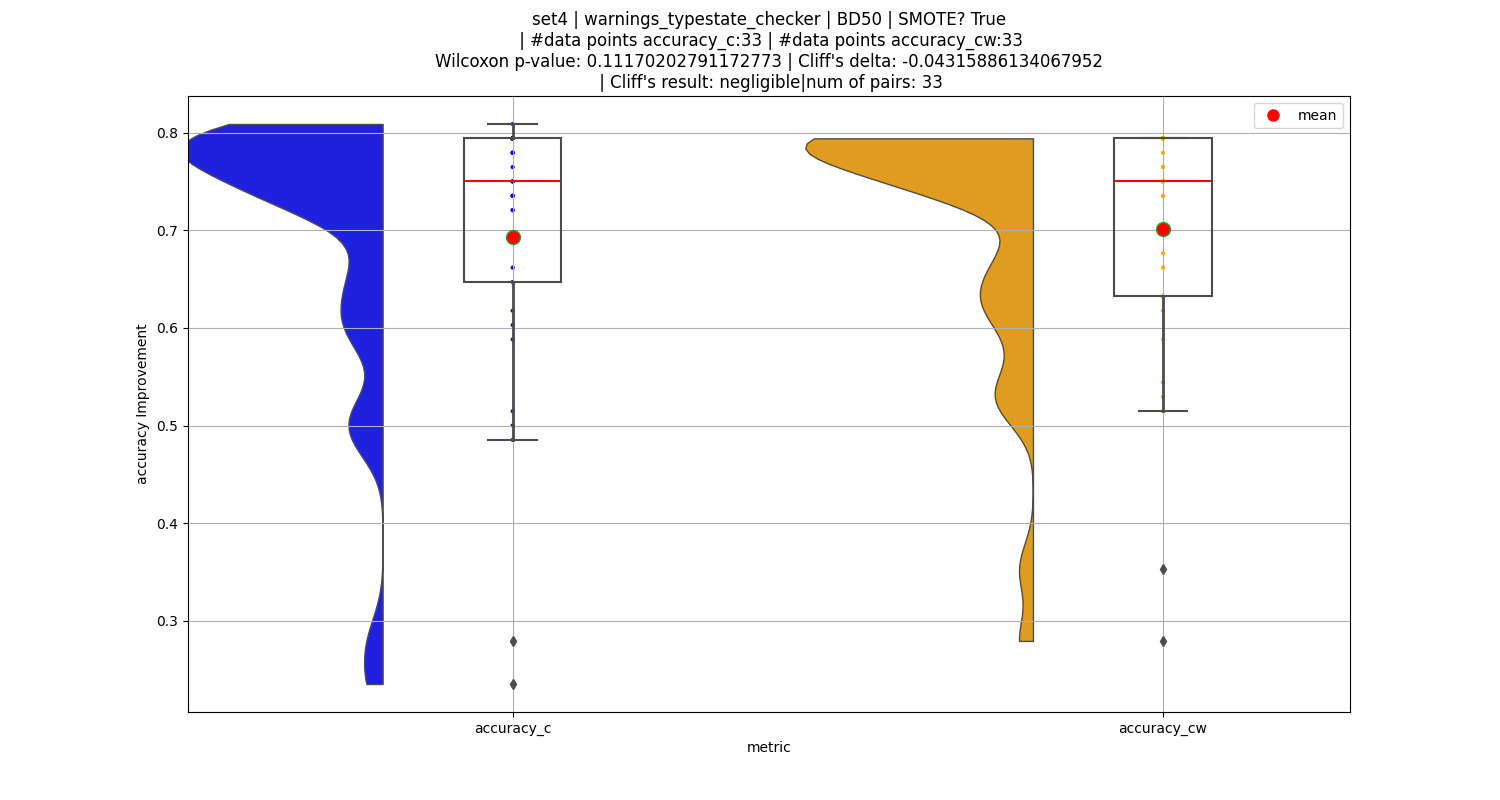 set4 | warnings_typestate_checker | BD50 | SMOTE? True
| #data points accuracy_c:33 | #data points accuracy_cw:33
Wilcoxon p-value: 0.11170202791172773 | Cliff's delta: -0.04315886134067952
| Cliff's result: negligible|num of pairs: 33
mean
0.8
0.7
0.6
0.5
0.4
0.3
accuracy Improvement
accuracy_c
accuracy_cw
metric